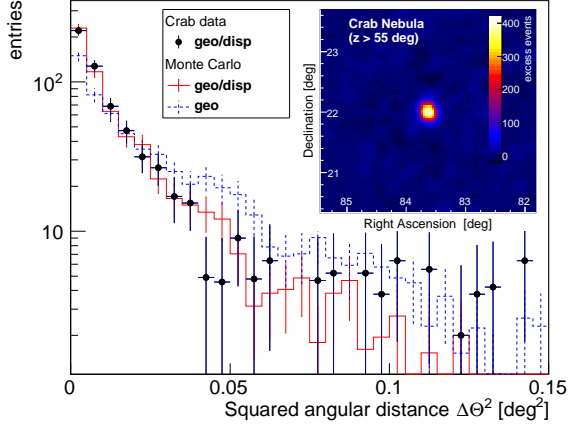 entries
10²
10
0
0.05
0.1
0.15
Squared angular distance ΔΘ² [deg²]
Crab data
geo/disp
Monte Carlo
geo/disp
geo
Crab Nebula
(z > 55 deg)
Declination [deg]
23
22
21
85
84
83
82
Right Ascension [deg]
400
300
200
100
0
excess events